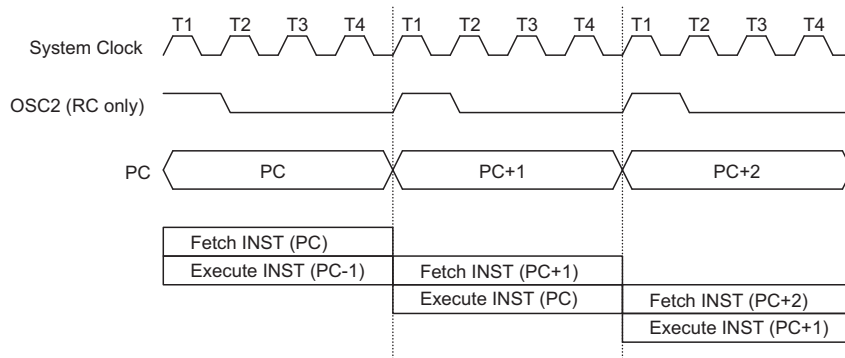 T1 T2 T3 T4 T1 T2 T3 T4 T1 T2 T3 T4
System Clock
OSC2 (RC only)
PC PC PC+1 PC+2
Fetch INST (PC)
Execute INST (PC-1) Fetch INST (PC+1)
Execute INST (PC) Fetch INST (PC+2)
Execute INST (PC+1)